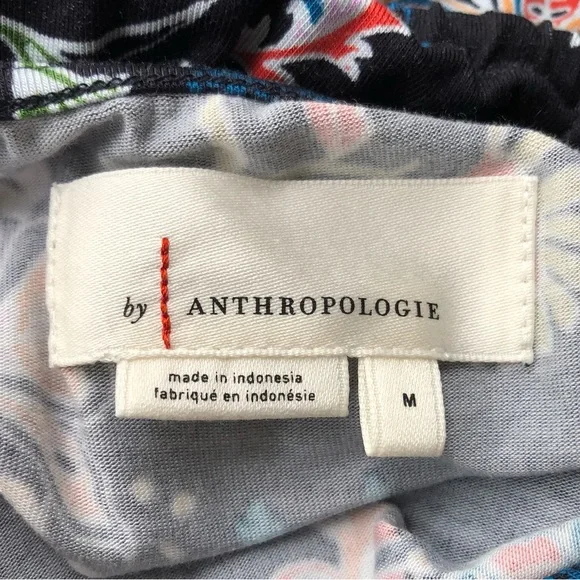 by ANTHROPOLOGIE
made in indonesia
fabriqué en indonésie
M